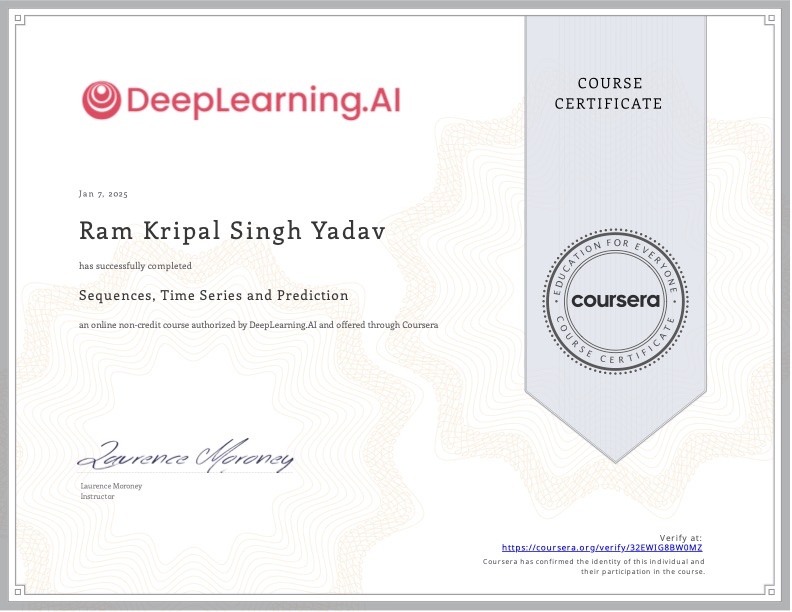 DeepLearning.AI
COURSE
CERTIFICATE
Jan 7, 2025
Ram Kripal Singh Yadav
has successfully completed
Sequences, Time Series and Prediction
an online non-credit course authorized by DeepLearning.AI and offered through Coursera
EDUCATION FOR EVERYONE
coursera
COURSE CERTIFICATE
Laurence Moroney
Laurence Moroney
Instructor
Verify at:
https://coursera.org/verify/32EWIG8BW0MZ
Coursera has confirmed the identity of this individual and
their participation in the course.